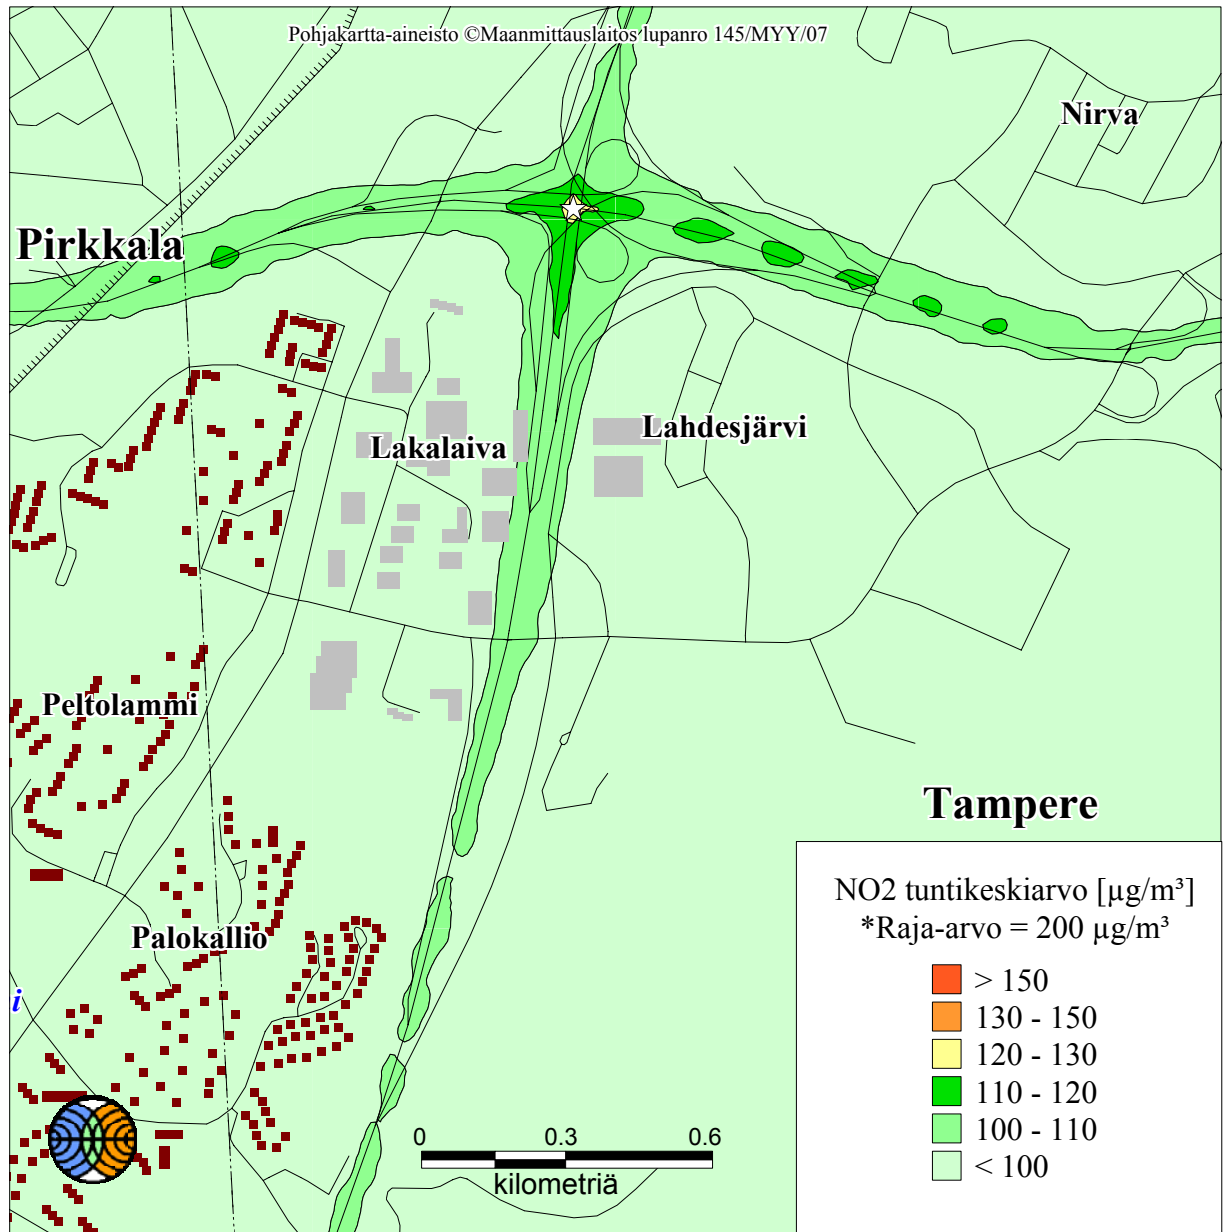 Pohjakartta-aineisto ©Maanmittauslaitos lupanro 145/MYY/07
Nirva
Pirkkala
Lahdesjärvi
Lakalaiva
Peltolammi
Tampere
Palokallio
i
NO2 tuntikeskiarvo [µg/m³]
*Raja-arvo = 200 µg/m³
> 150
130 - 150
120 - 130
110 - 120
100 - 110
< 100
0 0.3 0.6
kilometriä